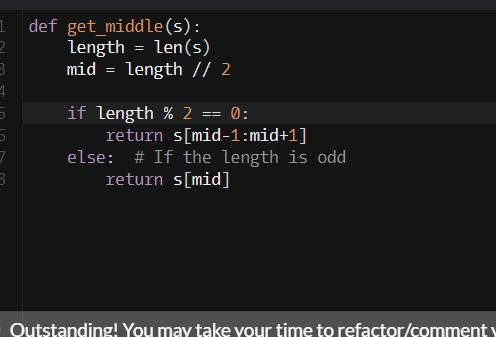 1 def get_middle(s):
2 length = len(s)
3 mid = length // 2
4
5 if length % 2 == 0:
6 return s[mid-1:mid+1]
7 else:  # If the length is odd
8 return s[mid]
Outstanding! You may take your time to refactor/comment